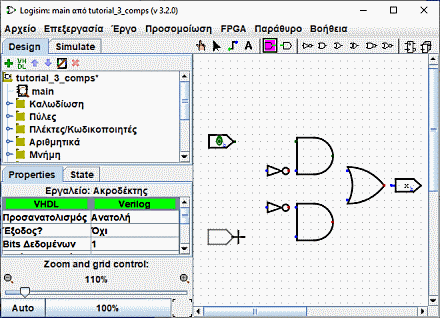 Logisim: main από tutorial_3_comps (v 3.2.0)
Αρχείο Επεξεργασία Έργο Προσομοίωση FPGA Παράθυρο Βοήθεια
Design Simulate
VH DL
A
tutorial_3_comps*
main
Καλωδίωση
Πύλες
Πλέκτες/Κωδικοποιητές
Αριθμητικά
Μνήμη
Properties State
Εργαλείο: Ακροδέκτης
VHDL Verilog
Προσανατολισμός Ανατολή
Έξοδος? Όχι
Bits Δεδομένων 1
Zoom and grid control:
110%
Auto 100%
0
x